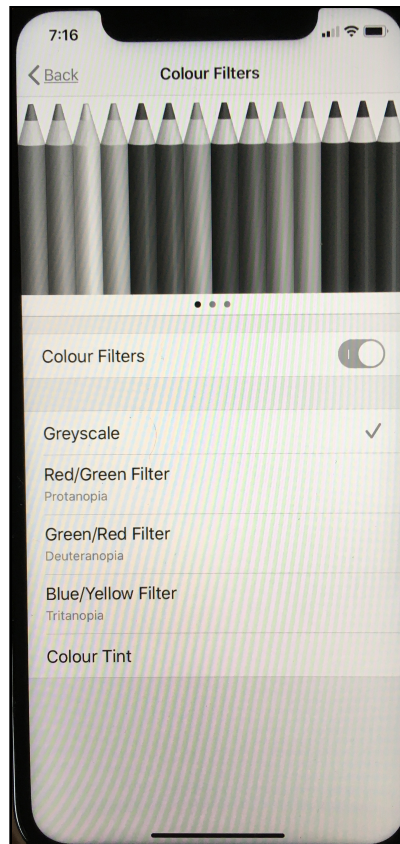 7:16
Back
Colour Filters
Colour Filters
Greyscale
Red/Green Filter
Protanopia
Green/Red Filter
Deuteranopia
Blue/Yellow Filter
Tritanopia
Colour Tint